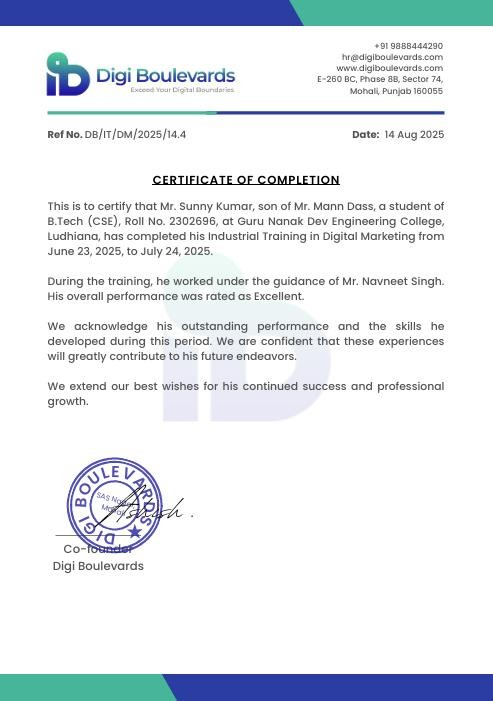 +91 9888444290
hr@digiboulevards.com
www.digiboulevards.com
E-260 BC, Phase 8B, Sector 74,
Mohali, Punjab 160055
iD Digi Boulevards
Exceed Your Digital Boundaries
Ref No. DB/IT/DM/2025/14.4 Date: 14 Aug 2025
CERTIFICATE OF COMPLETION
This is to certify that Mr. Sunny Kumar, son of Mr. Mann Dass, a student of
B.Tech (CSE), Roll No. 2302696, at Guru Nanak Dev Engineering College,
Ludhiana, has completed his Industrial Training in Digital Marketing from
June 23, 2025, to July 24, 2025.
During the training, he worked under the guidance of Mr. Navneet Singh.
His overall performance was rated as Excellent.
We acknowledge his outstanding performance and the skills he
developed during this period. We are confident that these experiences
will greatly contribute to his future endeavors.
We extend our best wishes for his continued success and professional
growth.
DIGI BOULEVARDS
SAS Nagar
Mohali
Ashish
Co-founder
Digi Boulevards